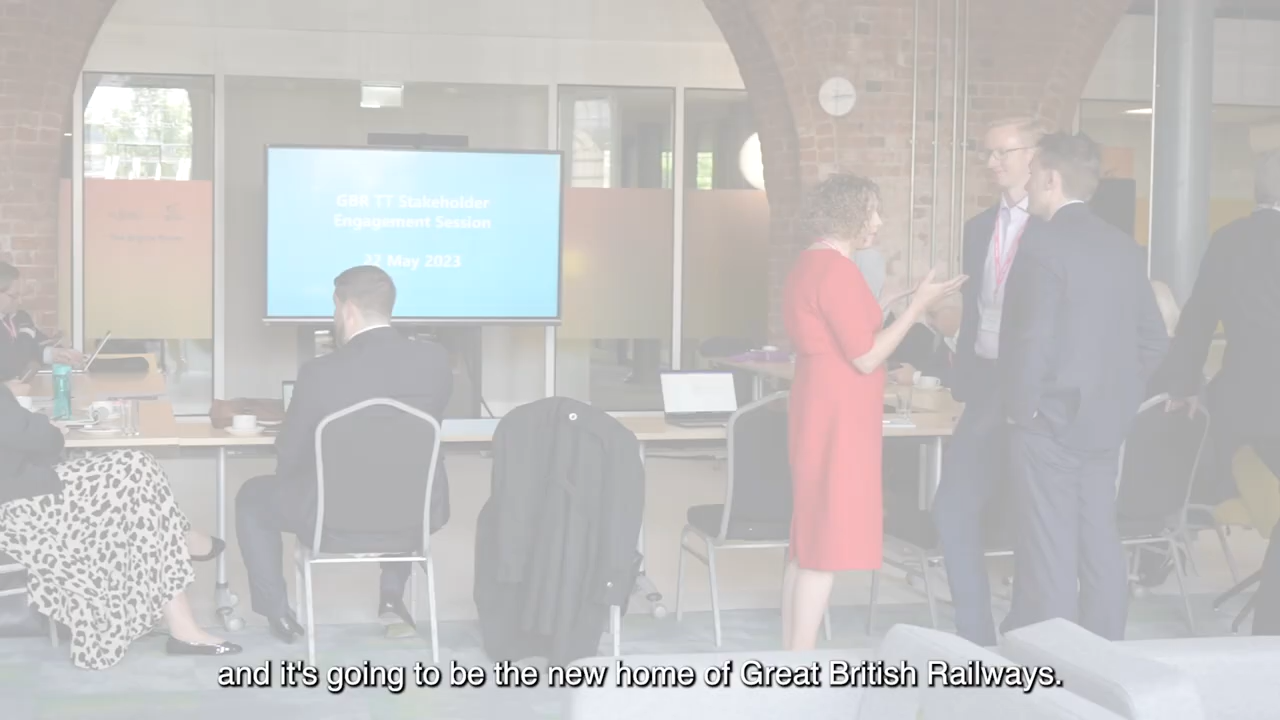 GBR TT Stakeholder
Engagement Session
22 May 2023
and it's going to be the new home of Great British Railways.